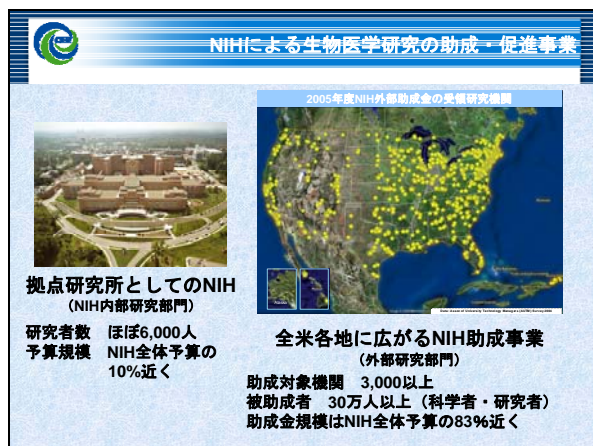 NIHによる生物医学研究の助成・促進事業
2005年度NIH外部助成金の受領研究機関
拠点研究所としてのNIH
（NIH内部研究部門）
研究者数 ほぼ6,000人
予算規模 NIH全体予算の
10%近く
全米各地に広がるNIH助成事業
（外部研究部門）
助成対象機関 3,000以上
被助成者 30万人以上（科学者・研究者）
助成金規模はNIH全体予算の83%近く